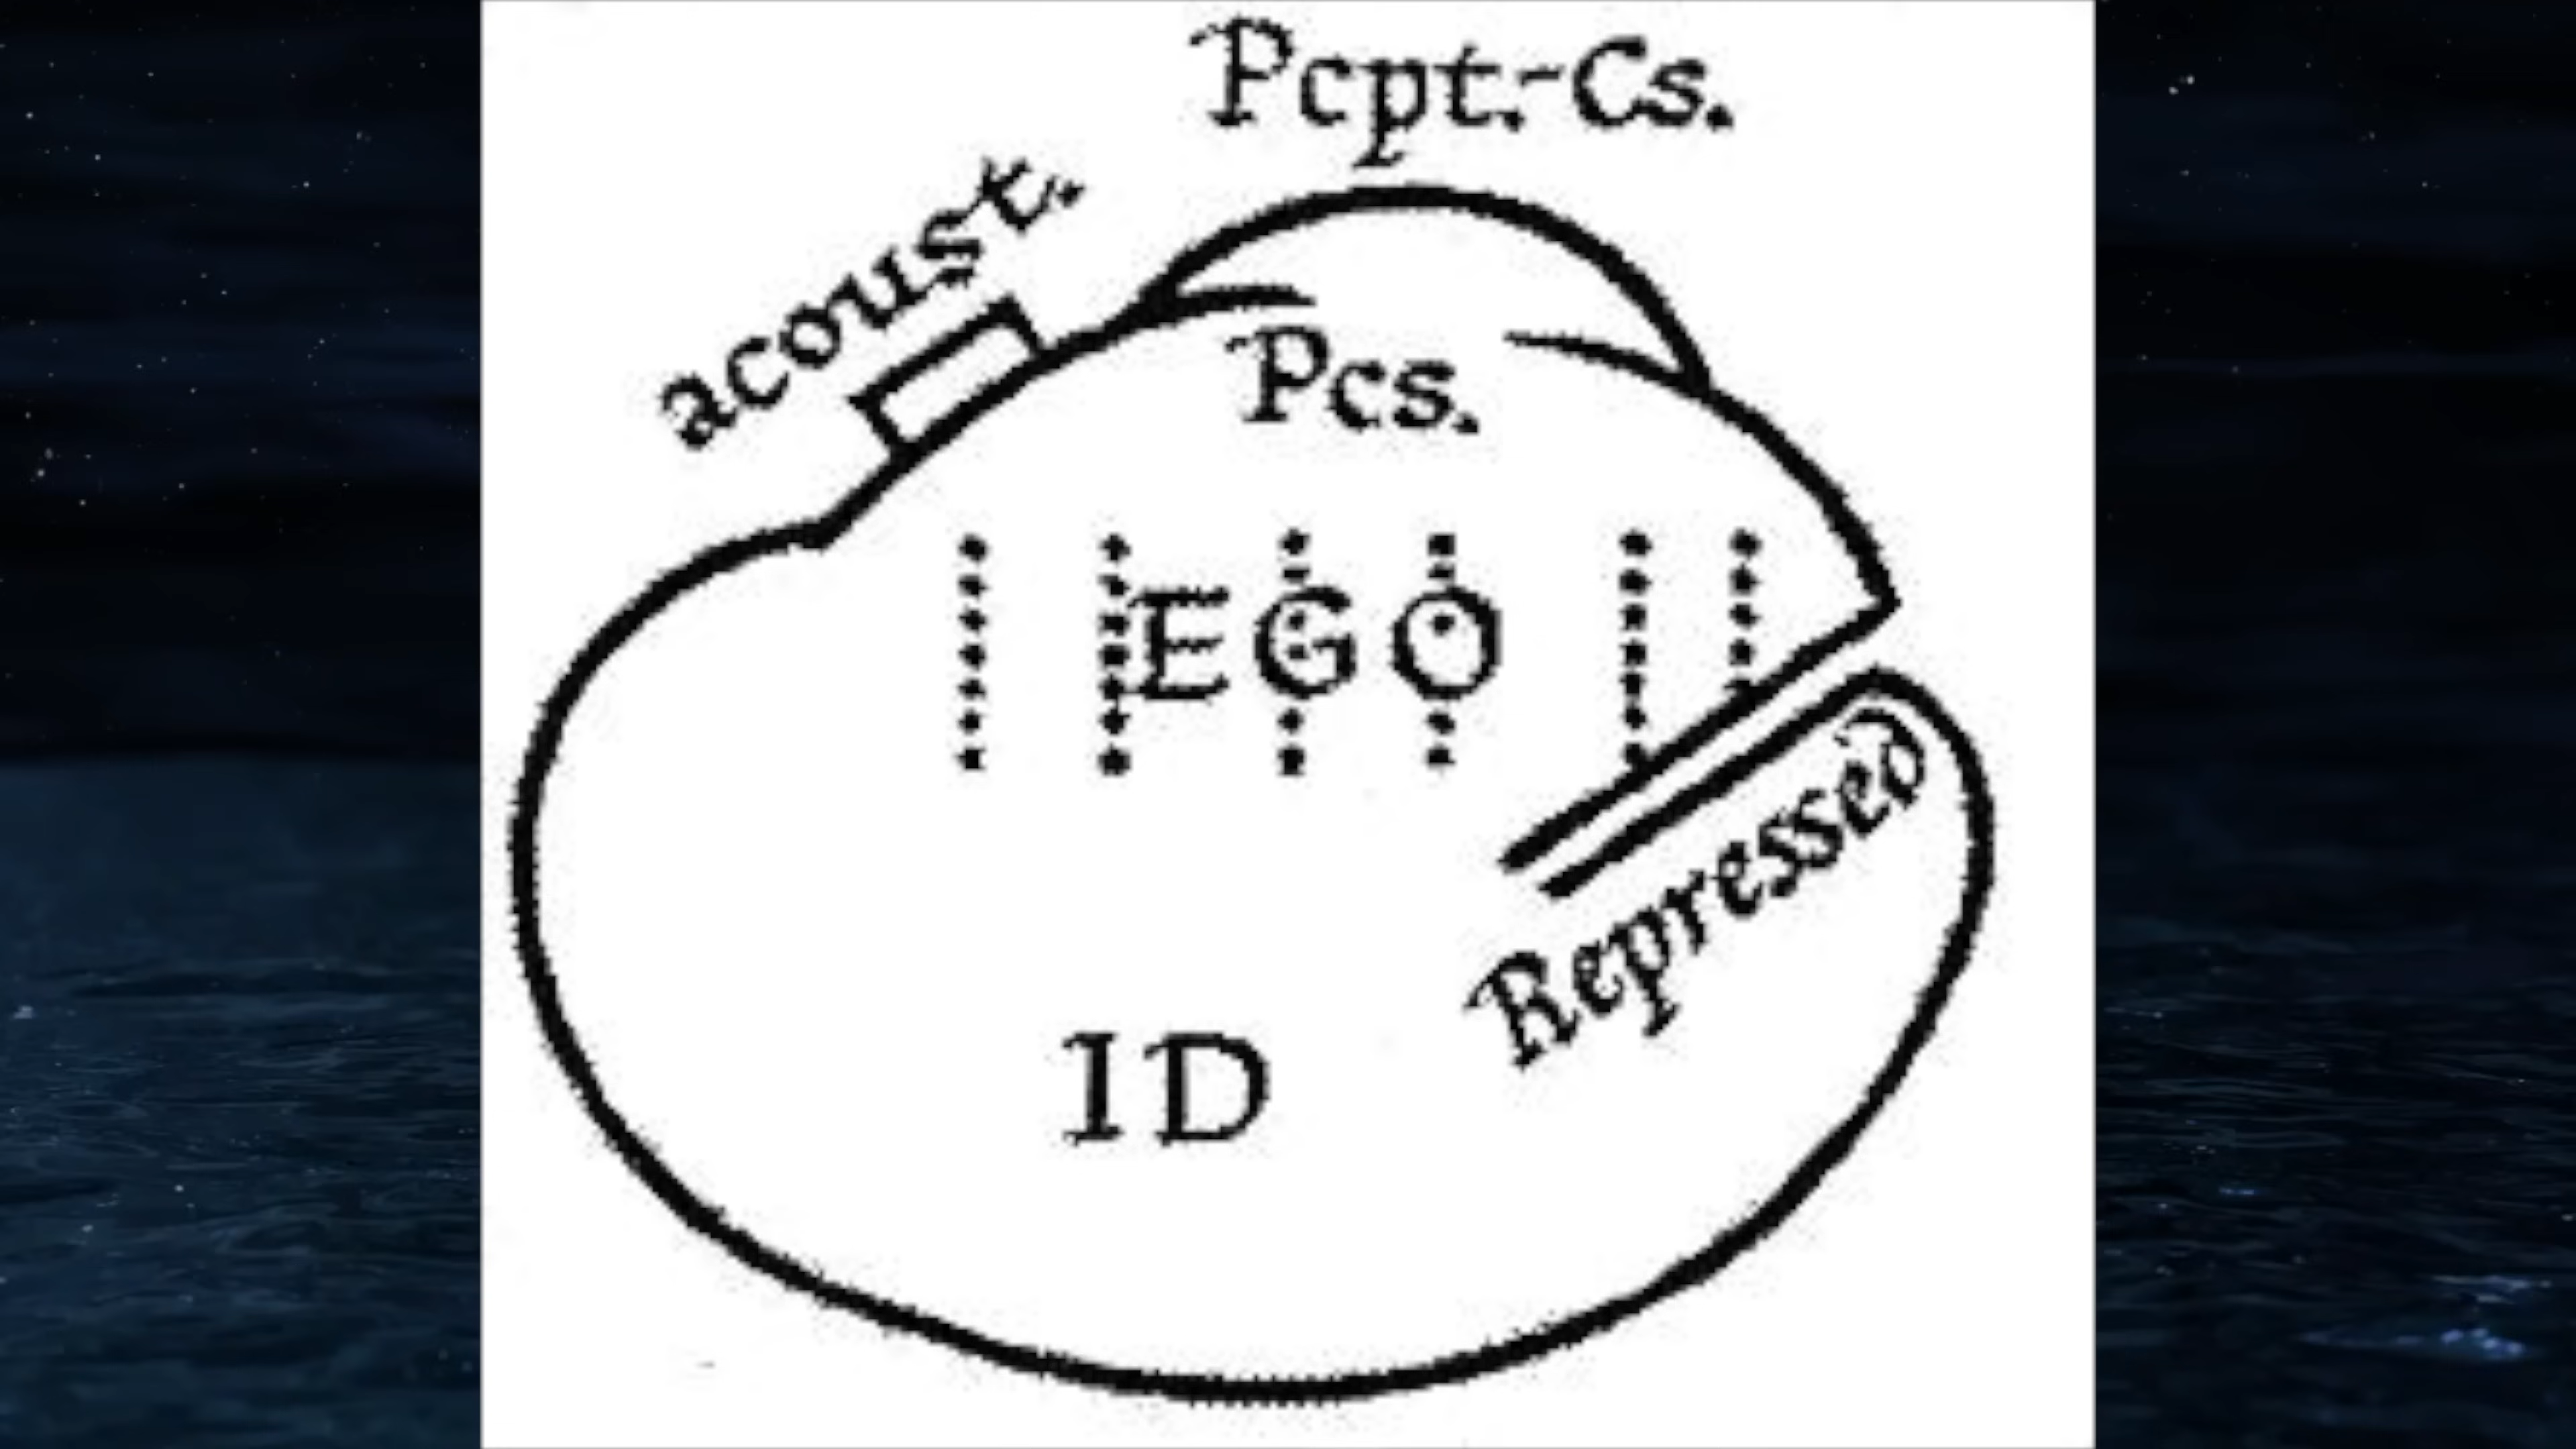 Pcpt.-Cs.
acoust.
Pcs.
EGO
Repressed
ID